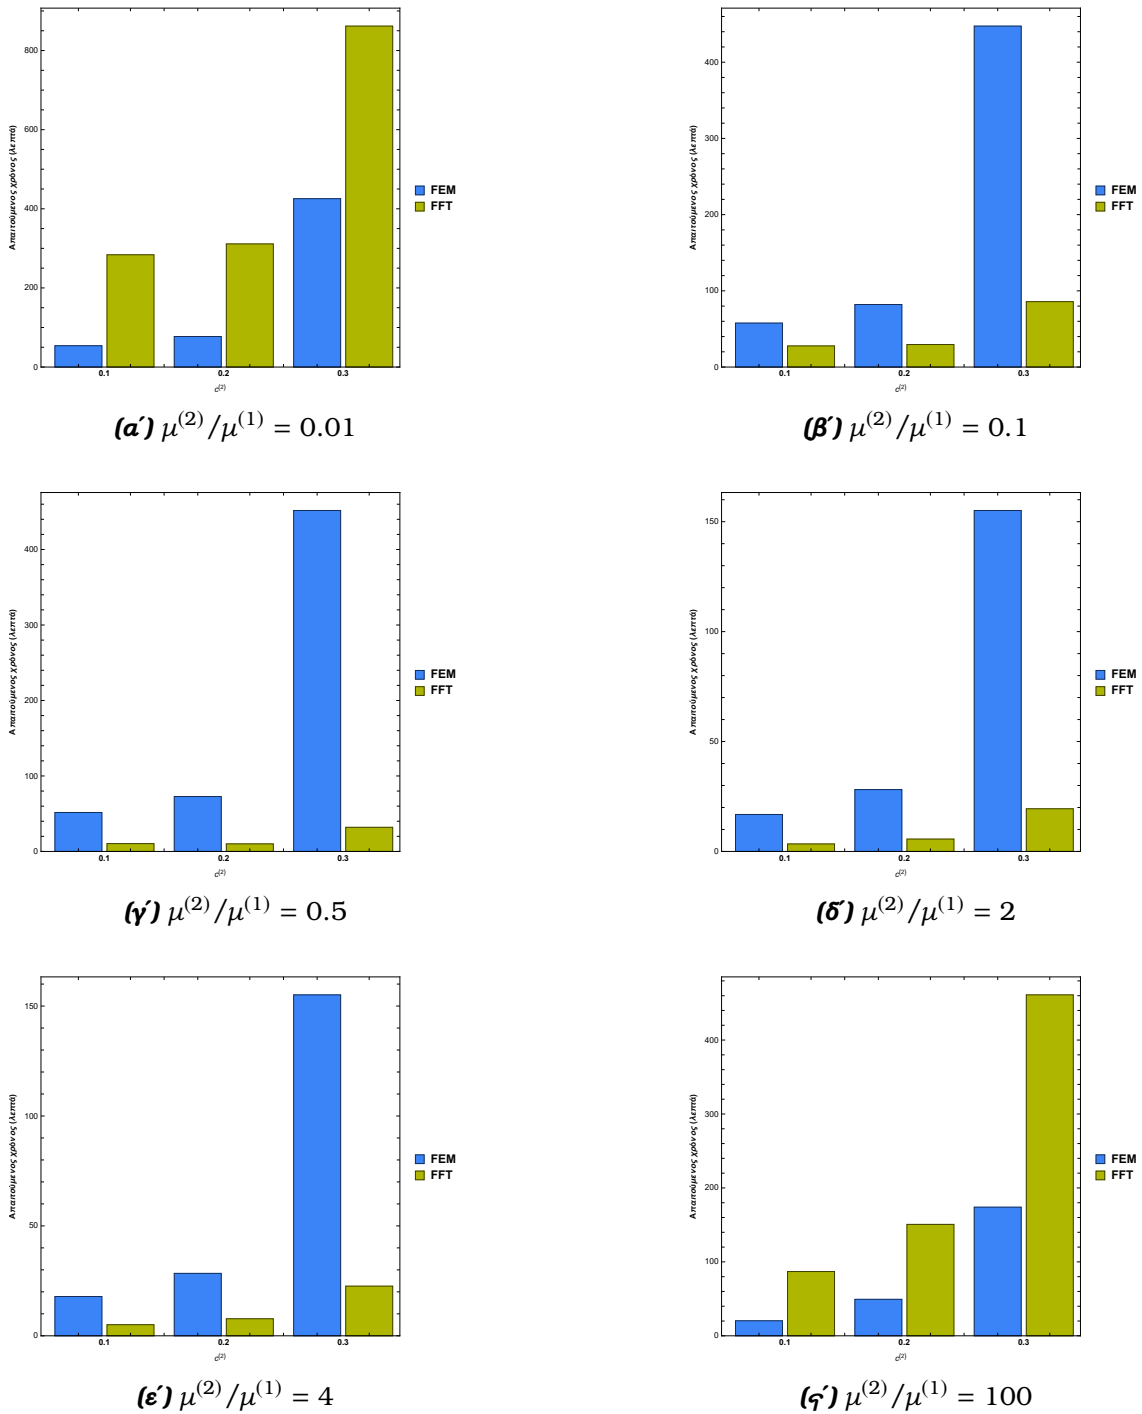 800
600
400
200
0
Απαιτούμενος χρόνος (λεπτά)
0.1 0.2 0.3
c(2)
FEM
FFT
(α΄) μ(2)/μ(1) = 0.01
400
300
200
100
0
Απαιτούμενος χρόνος (λεπτά)
0.1 0.2 0.3
c(2)
FEM
FFT
(β΄) μ(2)/μ(1) = 0.1
400
300
200
100
0
Απαιτούμενος χρόνος (λεπτά)
0.1 0.2 0.3
c(2)
FEM
FFT
(γ΄) μ(2)/μ(1) = 0.5
150
100
50
0
Απαιτούμενος χρόνος (λεπτά)
0.1 0.2 0.3
c(2)
FEM
FFT
(δ΄) μ(2)/μ(1) = 2
150
100
50
0
Απαιτούμενος χρόνος (λεπτά)
0.1 0.2 0.3
c(2)
FEM
FFT
(ε΄) μ(2)/μ(1) = 4
400
300
200
100
0
Απαιτούμενος χρόνος (λεπτά)
0.1 0.2 0.3
c(2)
FEM
FFT
(ϛ΄) μ(2)/μ(1) = 100